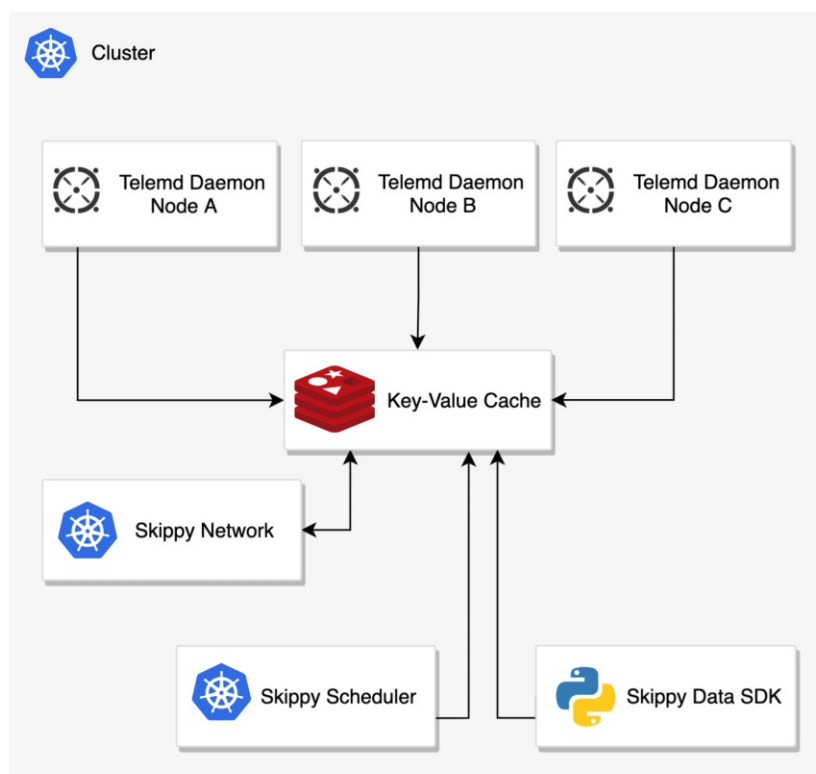 Cluster
Telemd Daemon
Node A
Telemd Daemon
Node B
Telemd Daemon
Node C
Key-Value Cache
Skippy Network
Skippy Scheduler
Skippy Data SDK